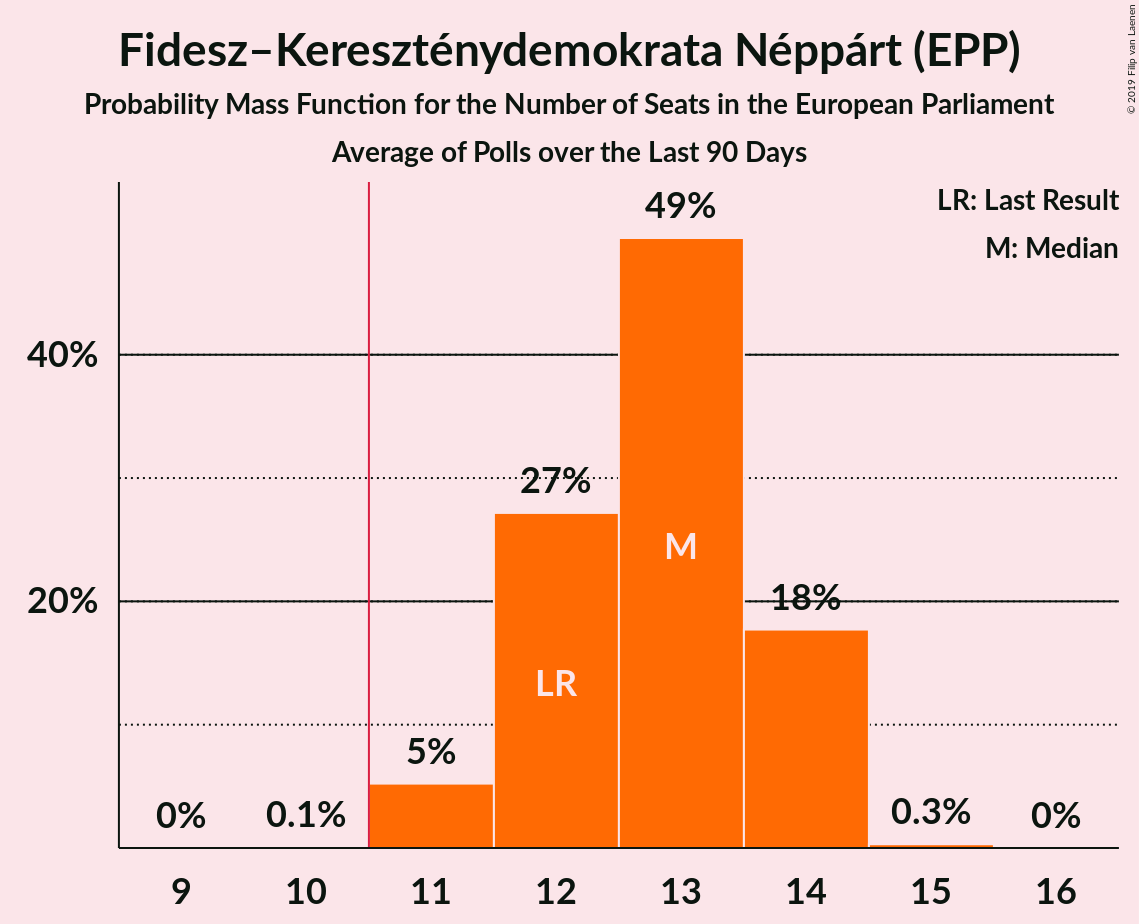 Fidesz–Kereszténydemokrata Néppárt (EPP)
Probability Mass Function for the Number of Seats in the European Parliament
Average of Polls over the Last 90 Days
© 2019 Filip van Laenen
LR: Last Result
M: Median
49%
40%
27%
M
20%
18%
LR
5%
0%
0.1%
0.3%
0%
9 10 11 12 13 14 15 16